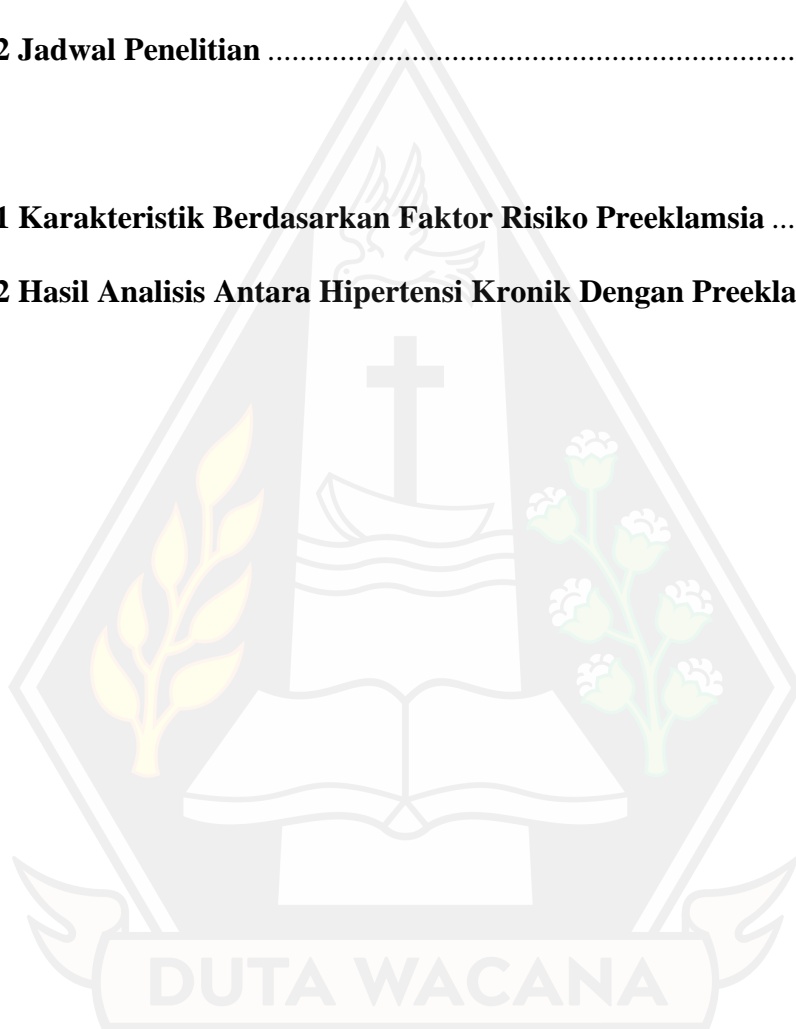 2 Jadwal Penelitian ................................................................
1 Karakteristik Berdasarkan Faktor Risiko Preeklamsia ...
2 Hasil Analisis Antara Hipertensi Kronik Dengan Preekla
DUTA WACANA